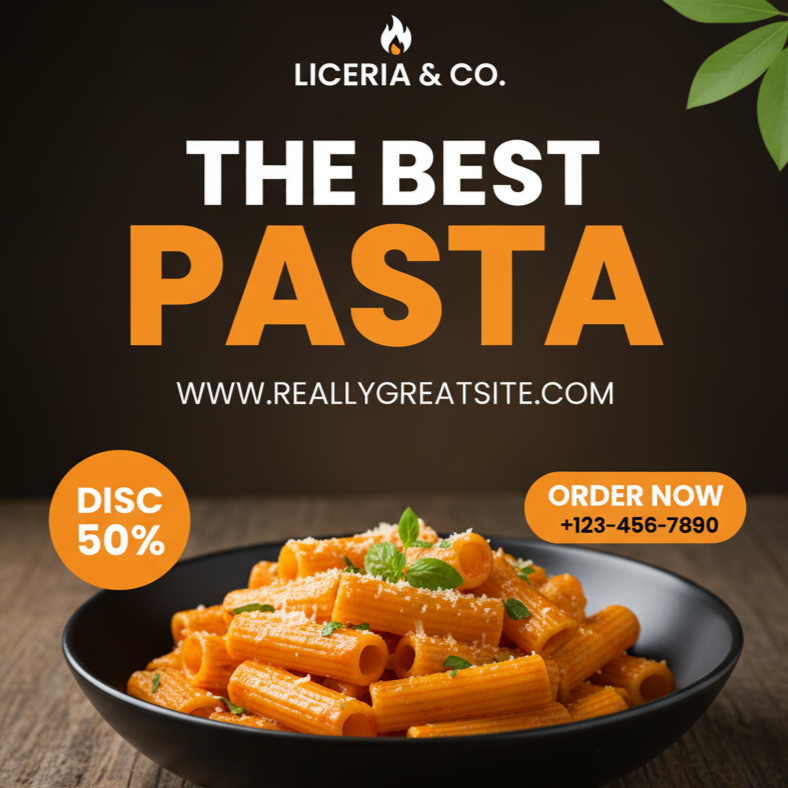 LICERIA & CO.
THE BEST
PASTA
WWW.REALLYGREATSITE.COM
DISC
50%
ORDER NOW
+123-456-7890